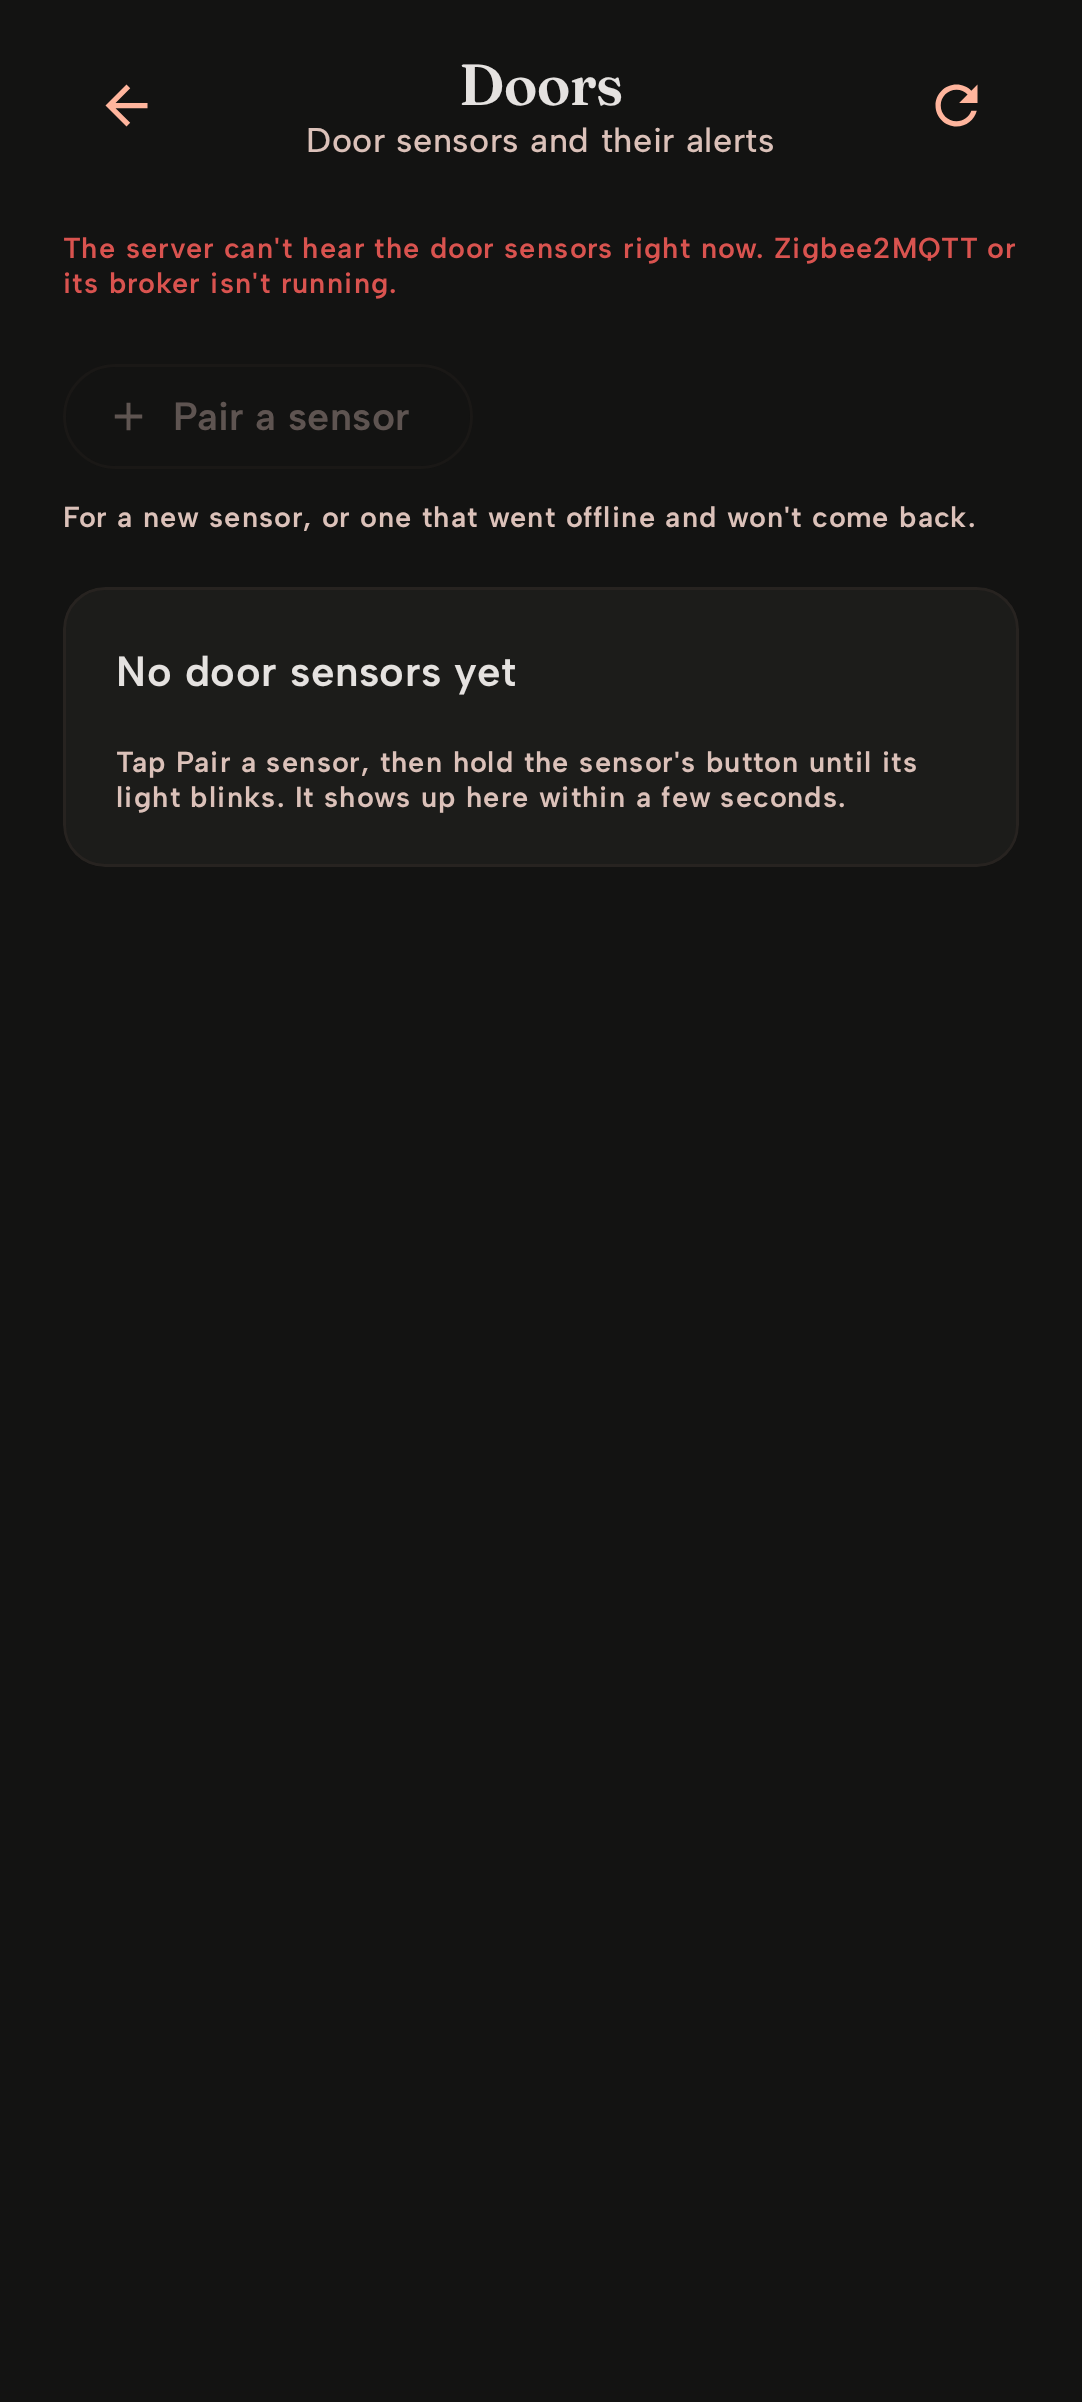 Doors
Door sensors and their alerts
The server can't hear the door sensors right now. Zigbee2MQTT or
its broker isn't running.
+ Pair a sensor
For a new sensor, or one that went offline and won't come back.
No door sensors yet
Tap Pair a sensor, then hold the sensor's button until its
light blinks. It shows up here within a few seconds.